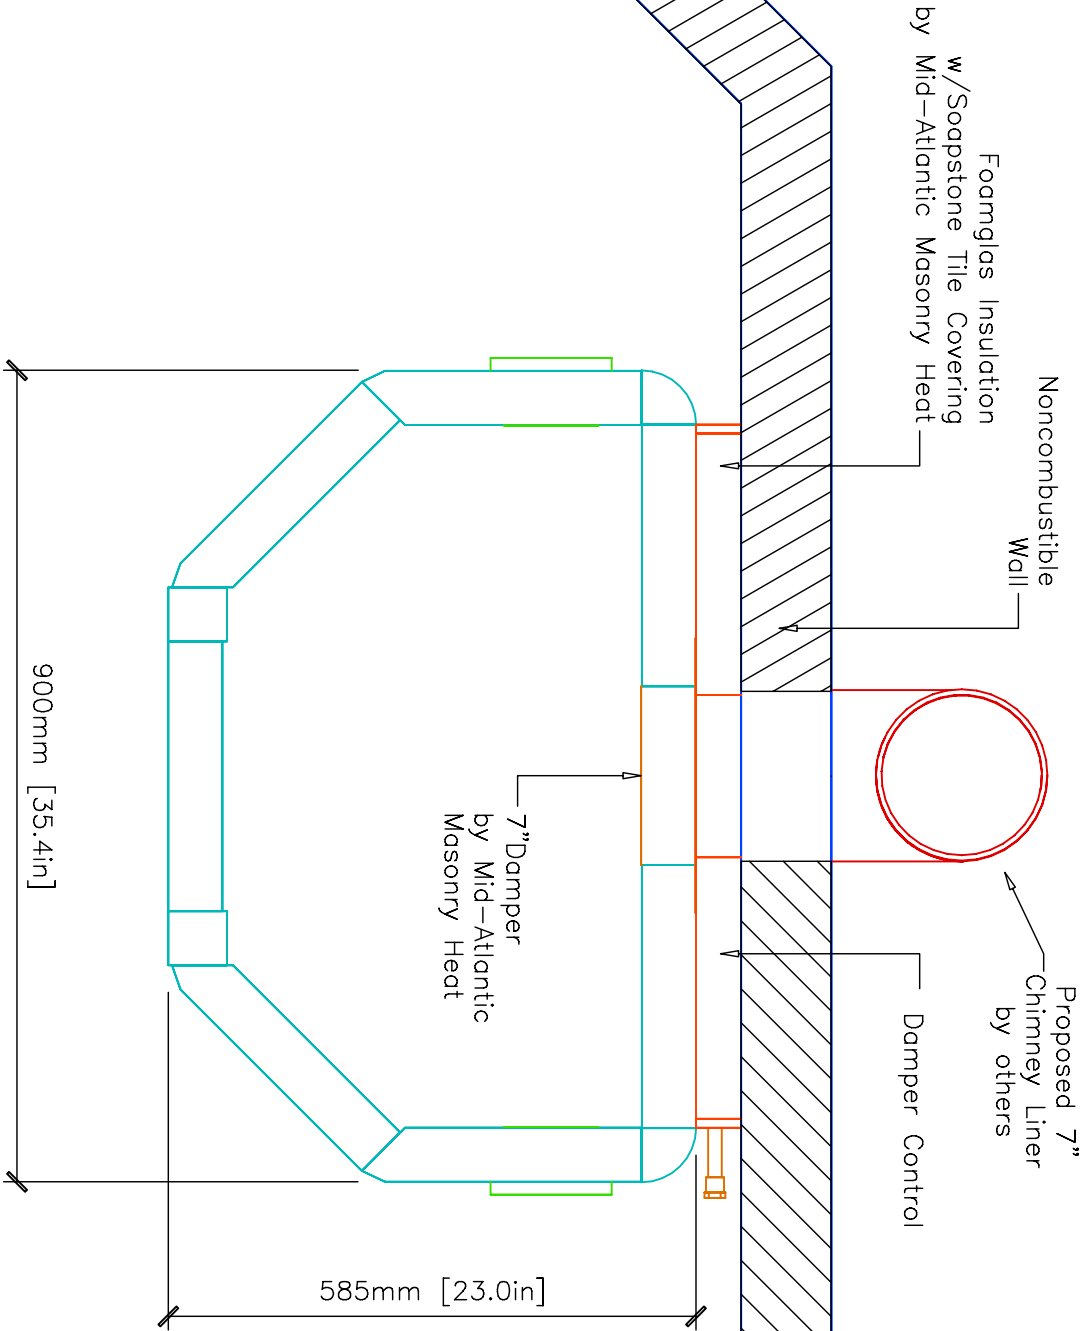 Foamglas Insulation
w/Soapstone Tile Covering
by Mid-Atlantic Masonry Heat
Noncombustible
Wall
Proposed 7"
Chimney Liner
by others
Damper Control
7"Damper
by Mid-Atlantic
Masonry Heat
900mm [35.4in]
585mm [23.0in]